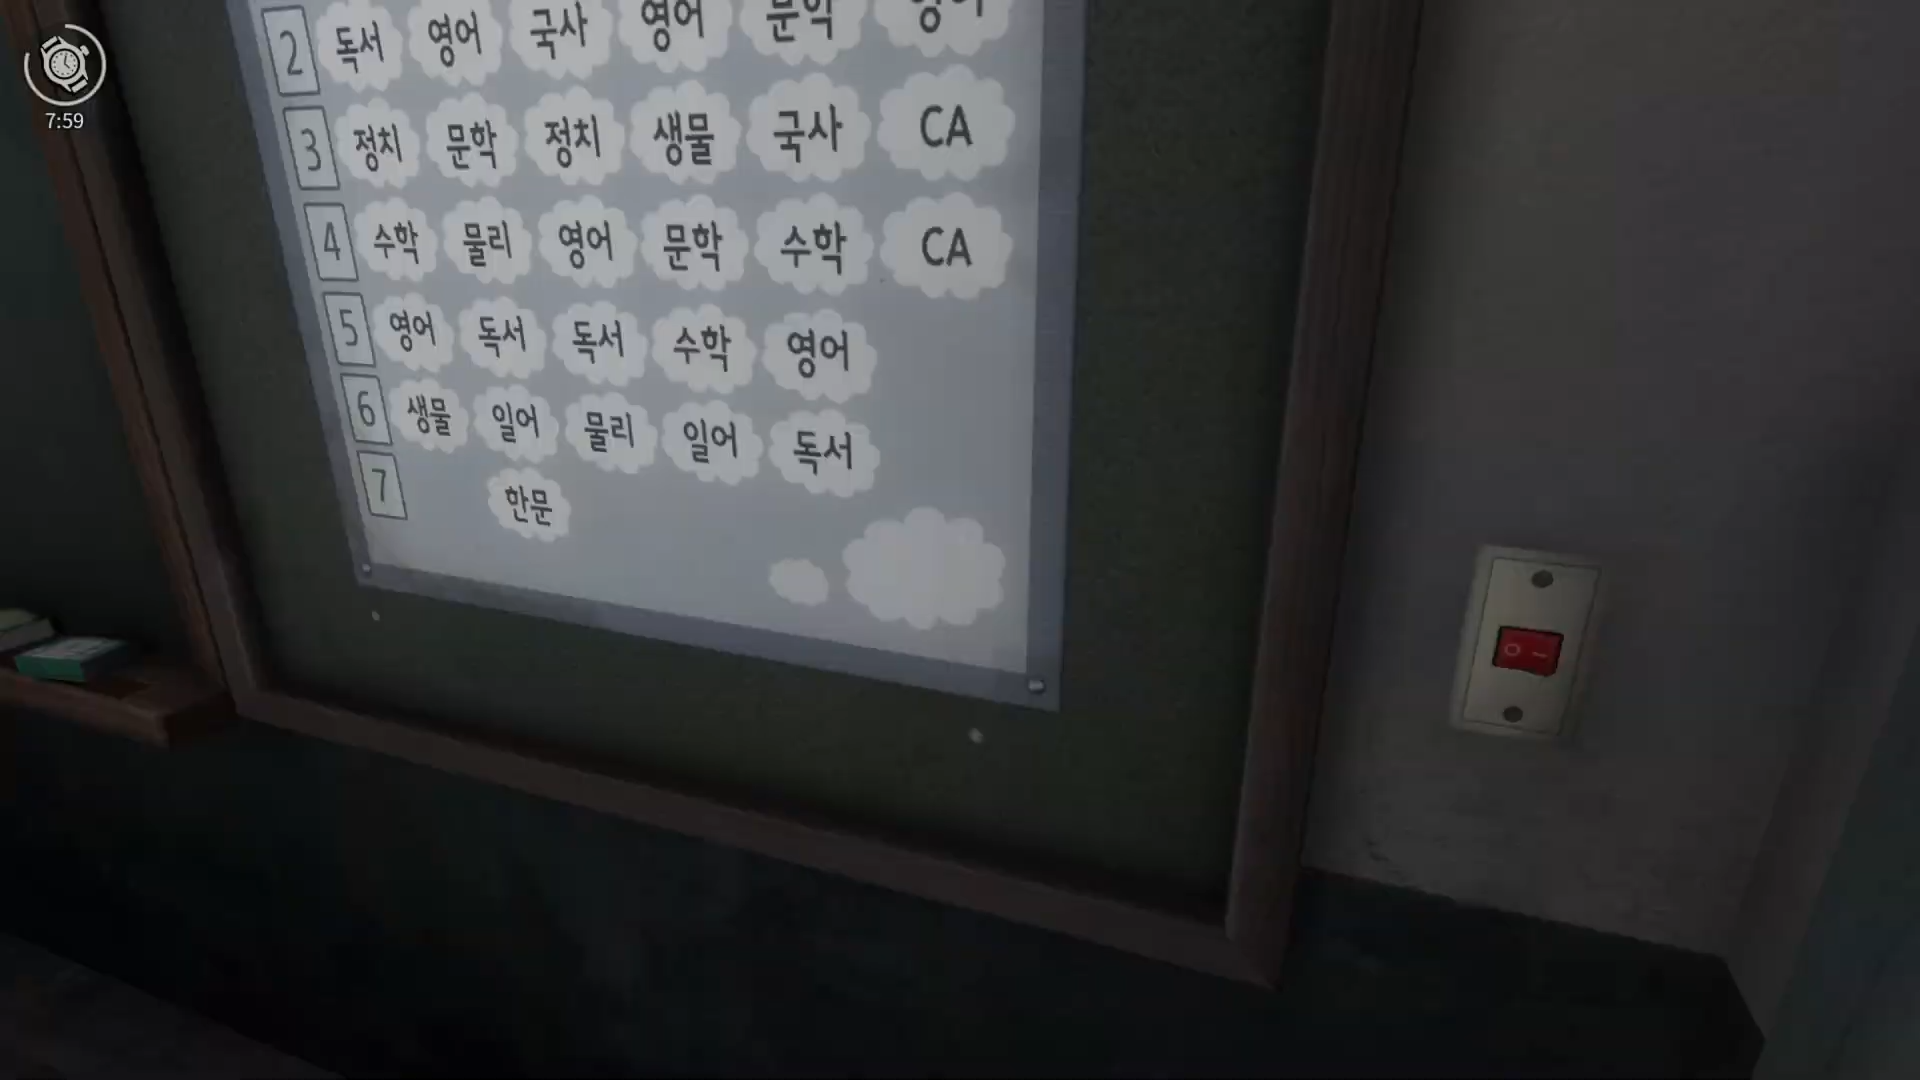 7:59
2 독서 영어 국사 영어 문학 영어
3 정치 문학 정치 생물 국사 CA
4 수학 물리 영어 문학 수학 CA
5 영어 독서 독서 수학 영어
6 생물 일어 물리 일어 독서
7 한문